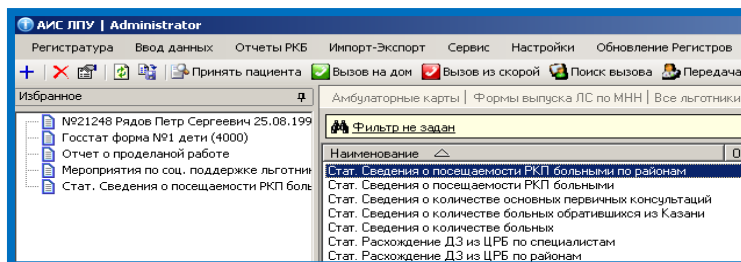 АИС ЛПУ | Administrator
Регистратура Ввод данных Отчеты РКБ Импорт-Экспорт Сервис Настройки Обновление Регистров
Принять пациента Вызов на дом Вызов из скорой Поиск вызова Передача
Избранное
№21248 Рядов Петр Сергеевич 25.08.199
Госстат форма №1 дети (4000)
Отчет о проделаной работе
Мероприятия по соц. поддержке льготник
Стат. Сведения о посещаемости РКП боль
Амбулаторные карты | Формы выпуска ЛС по МНН | Все льготники
Фильтр не задан
Наименование О
Стат. Сведения о посещаемости РКП больными по районам
Стат. Сведения о посещаемости РКП больными
Стат. Сведения о количестве основных первичных консультаций
Стат. Сведения о количестве больных обратившихся из Казани
Стат. Сведения о количестве больных
Стат. Расхождение ДЗ из ЦРБ по специалистам
Стат. Расхождение ДЗ из ЦРБ по районам